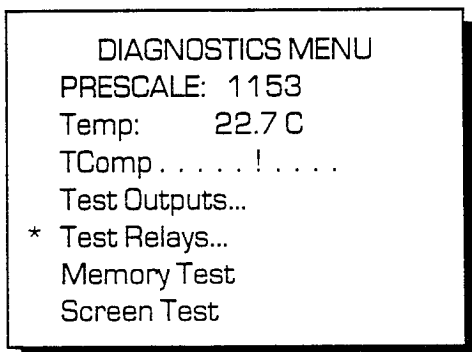 DIAGNOSTICS MENU
PRESCALE: 1153
Temp: 22.7 C
TComp . . . . . ! . . . .
Test Outputs...
* Test Relays...
Memory Test
Screen Test